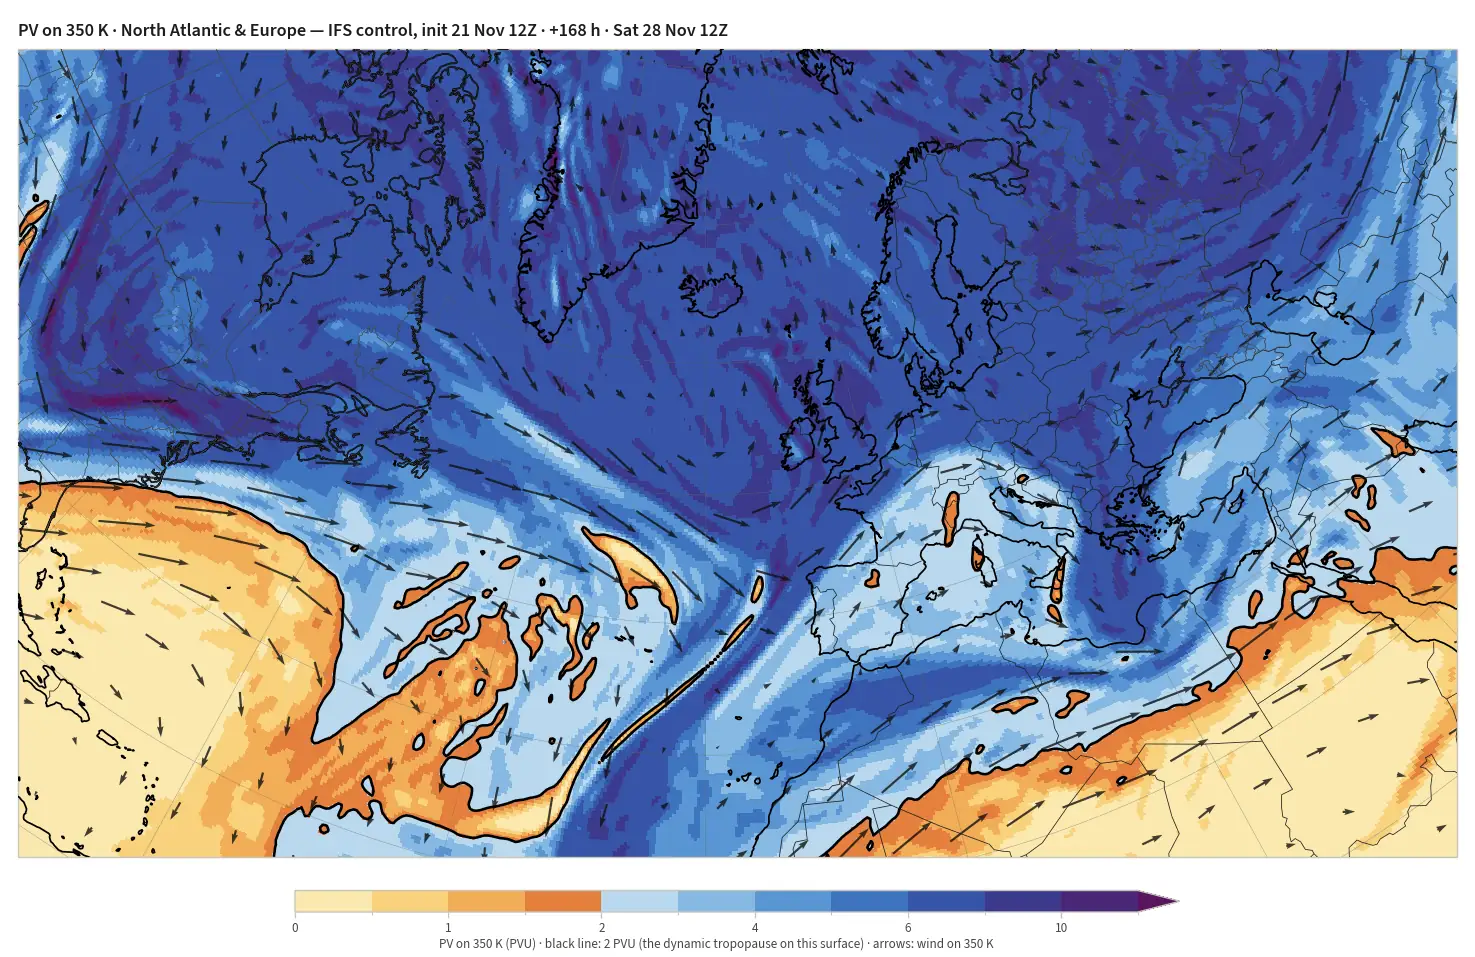 PV on 350 K · North Atlantic & Europe — IFS control, init 21 Nov 12Z · +168 h · Sat 28 Nov 12Z
0 1 2 4 6 10
PV on 350 K (PVU) · black line: 2 PVU (the dynamic tropopause on this surface) · arrows: wind on 350 K